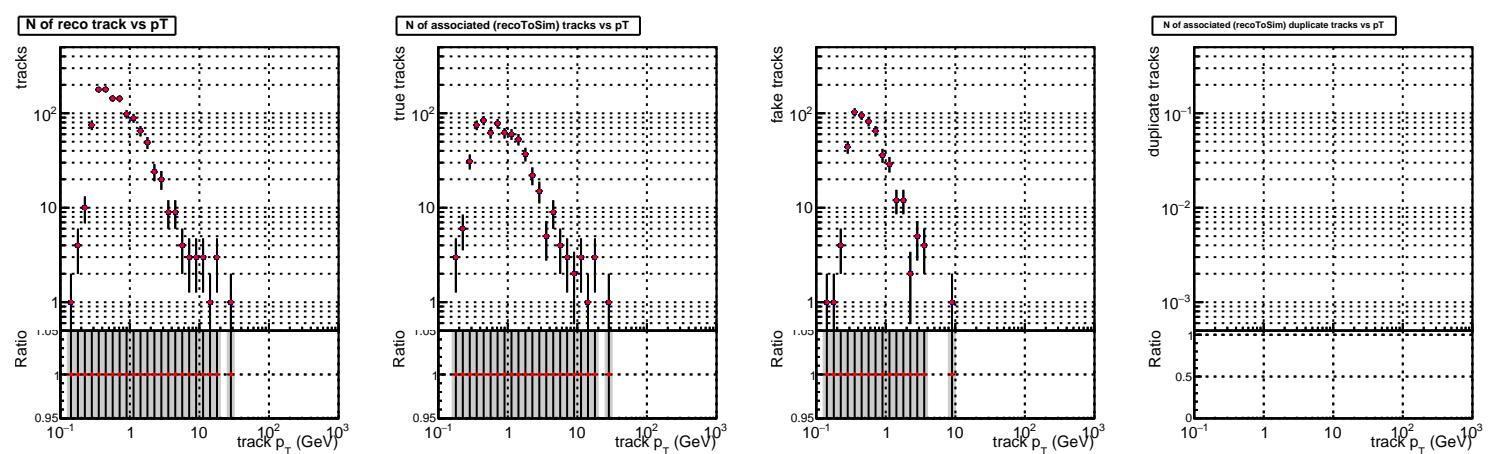 N of reco track vs pT
tracks
10²
10
1
Ratio
1.05
1
0.95
10⁻¹ 1 10 10² 10³
track p_T (GeV)
N of associated (recoToSim) tracks vs pT
true tracks
10²
10
1
Ratio
1.05
1
0.95
10⁻¹ 1 10 10² 10³
track p_T (GeV)
fake tracks
10²
10
1
Ratio
1.05
1
0.95
10⁻¹ 1 10 10² 10³
track p_T (GeV)
N of associated (recoToSim) duplicate tracks vs pT
duplicate tracks
10⁻¹
10⁻²
10⁻³
Ratio
1
0.5
0
10⁻¹ 1 10 10² 10³
track p_T (GeV)